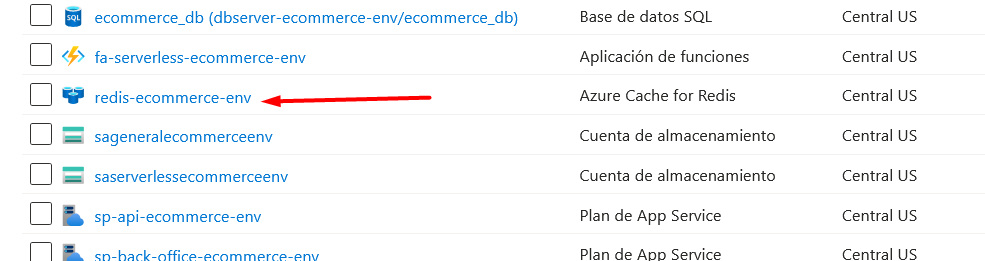 ecommerce_db (dbserver-ecommerce-env/ecommerce_db) Base de datos SQL Central US
fa-serverless-ecommerce-env Aplicación de funciones Central US
redis-ecommerce-env Azure Cache for Redis Central US
sageneralecommerceenv Cuenta de almacenamiento Central US
saserverlessecommerceenv Cuenta de almacenamiento Central US
sp-api-ecommerce-env Plan de App Service Central US
sp-back-office-ecommerce-env Plan de App Service Central US